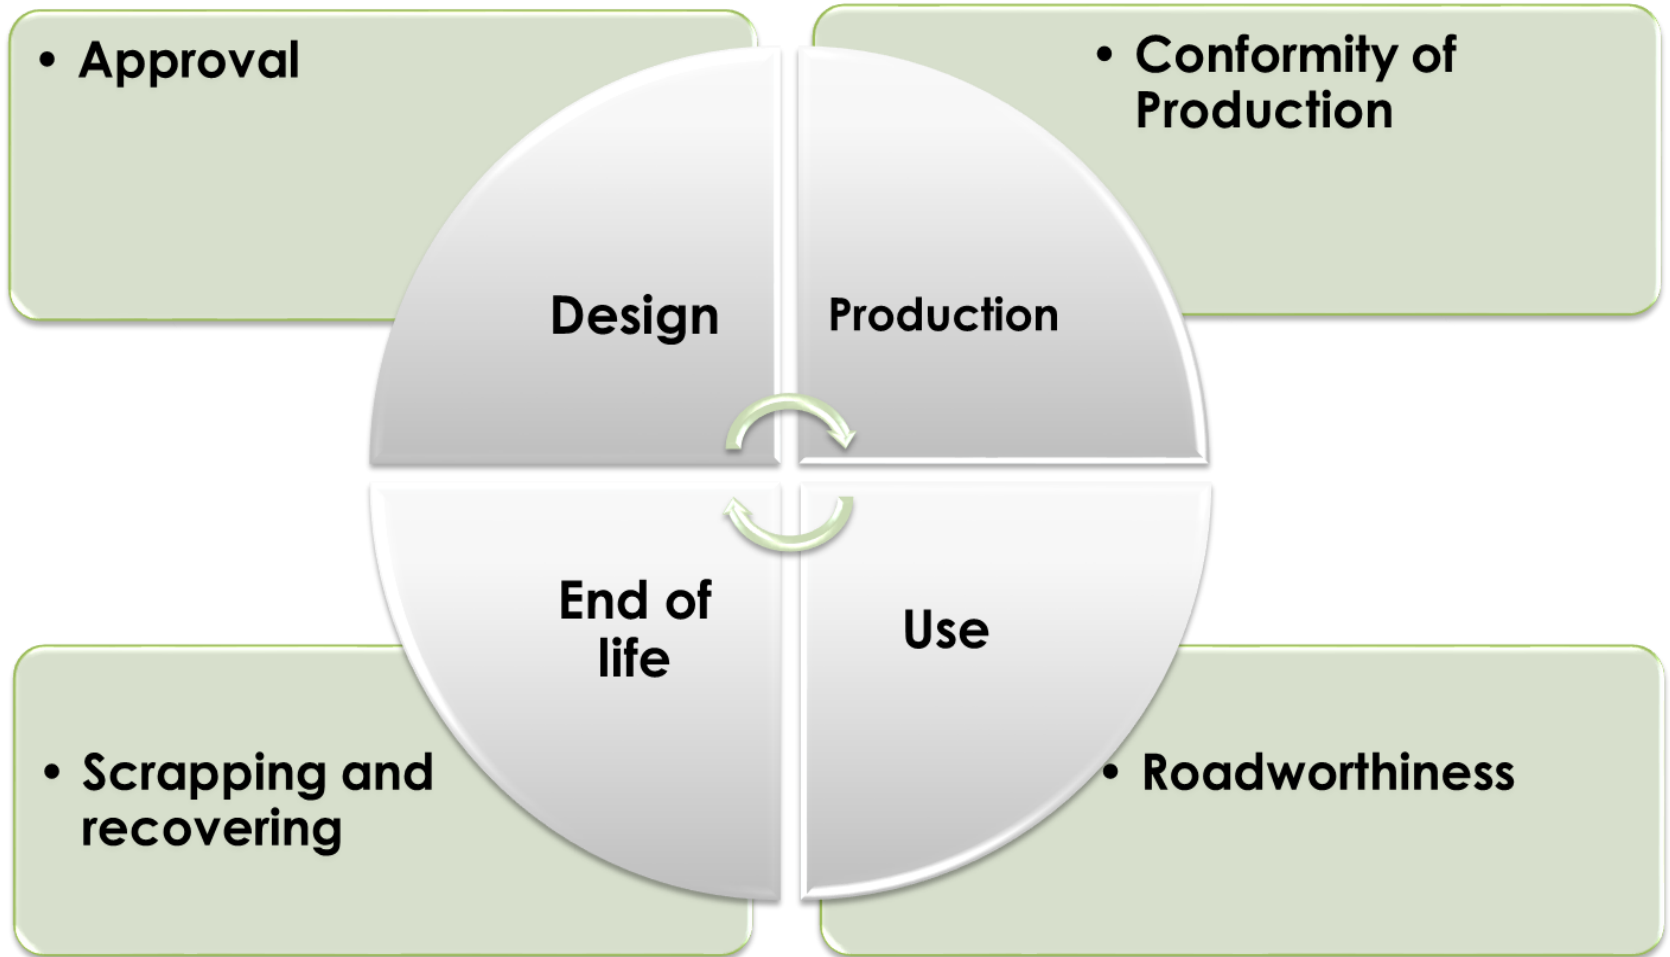 • Approval
• Conformity of
Production
Design
Production
End of
life
Use
• Scrapping and
recovering
• Roadworthiness